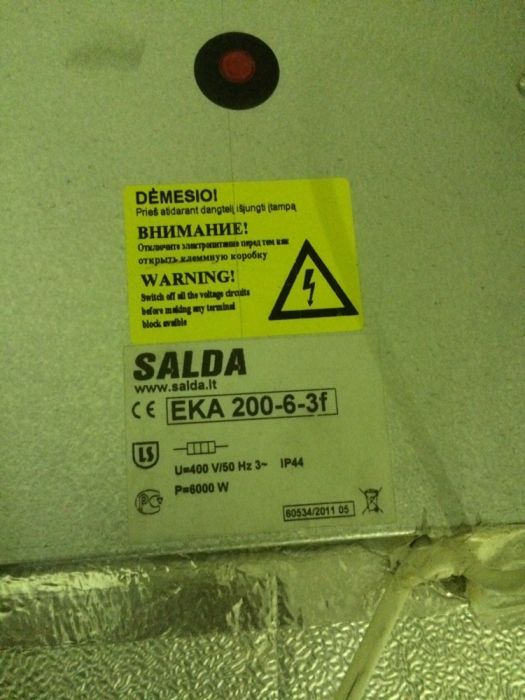 DĖMESIO!
Prieš atidarant dangtelį išjungti įtampą
ВНИМАНИЕ!
Отключите электропитание перед тем как
открыть клеммную коробку
WARNING!
Switch off all the voltage circuits
before making any terminal
block avaible
SALDA
www.salda.lt
CE EKA 200-6-3f
LS
U=400 V/50 Hz 3~ IP44
P=6000 W
60534/2011 05